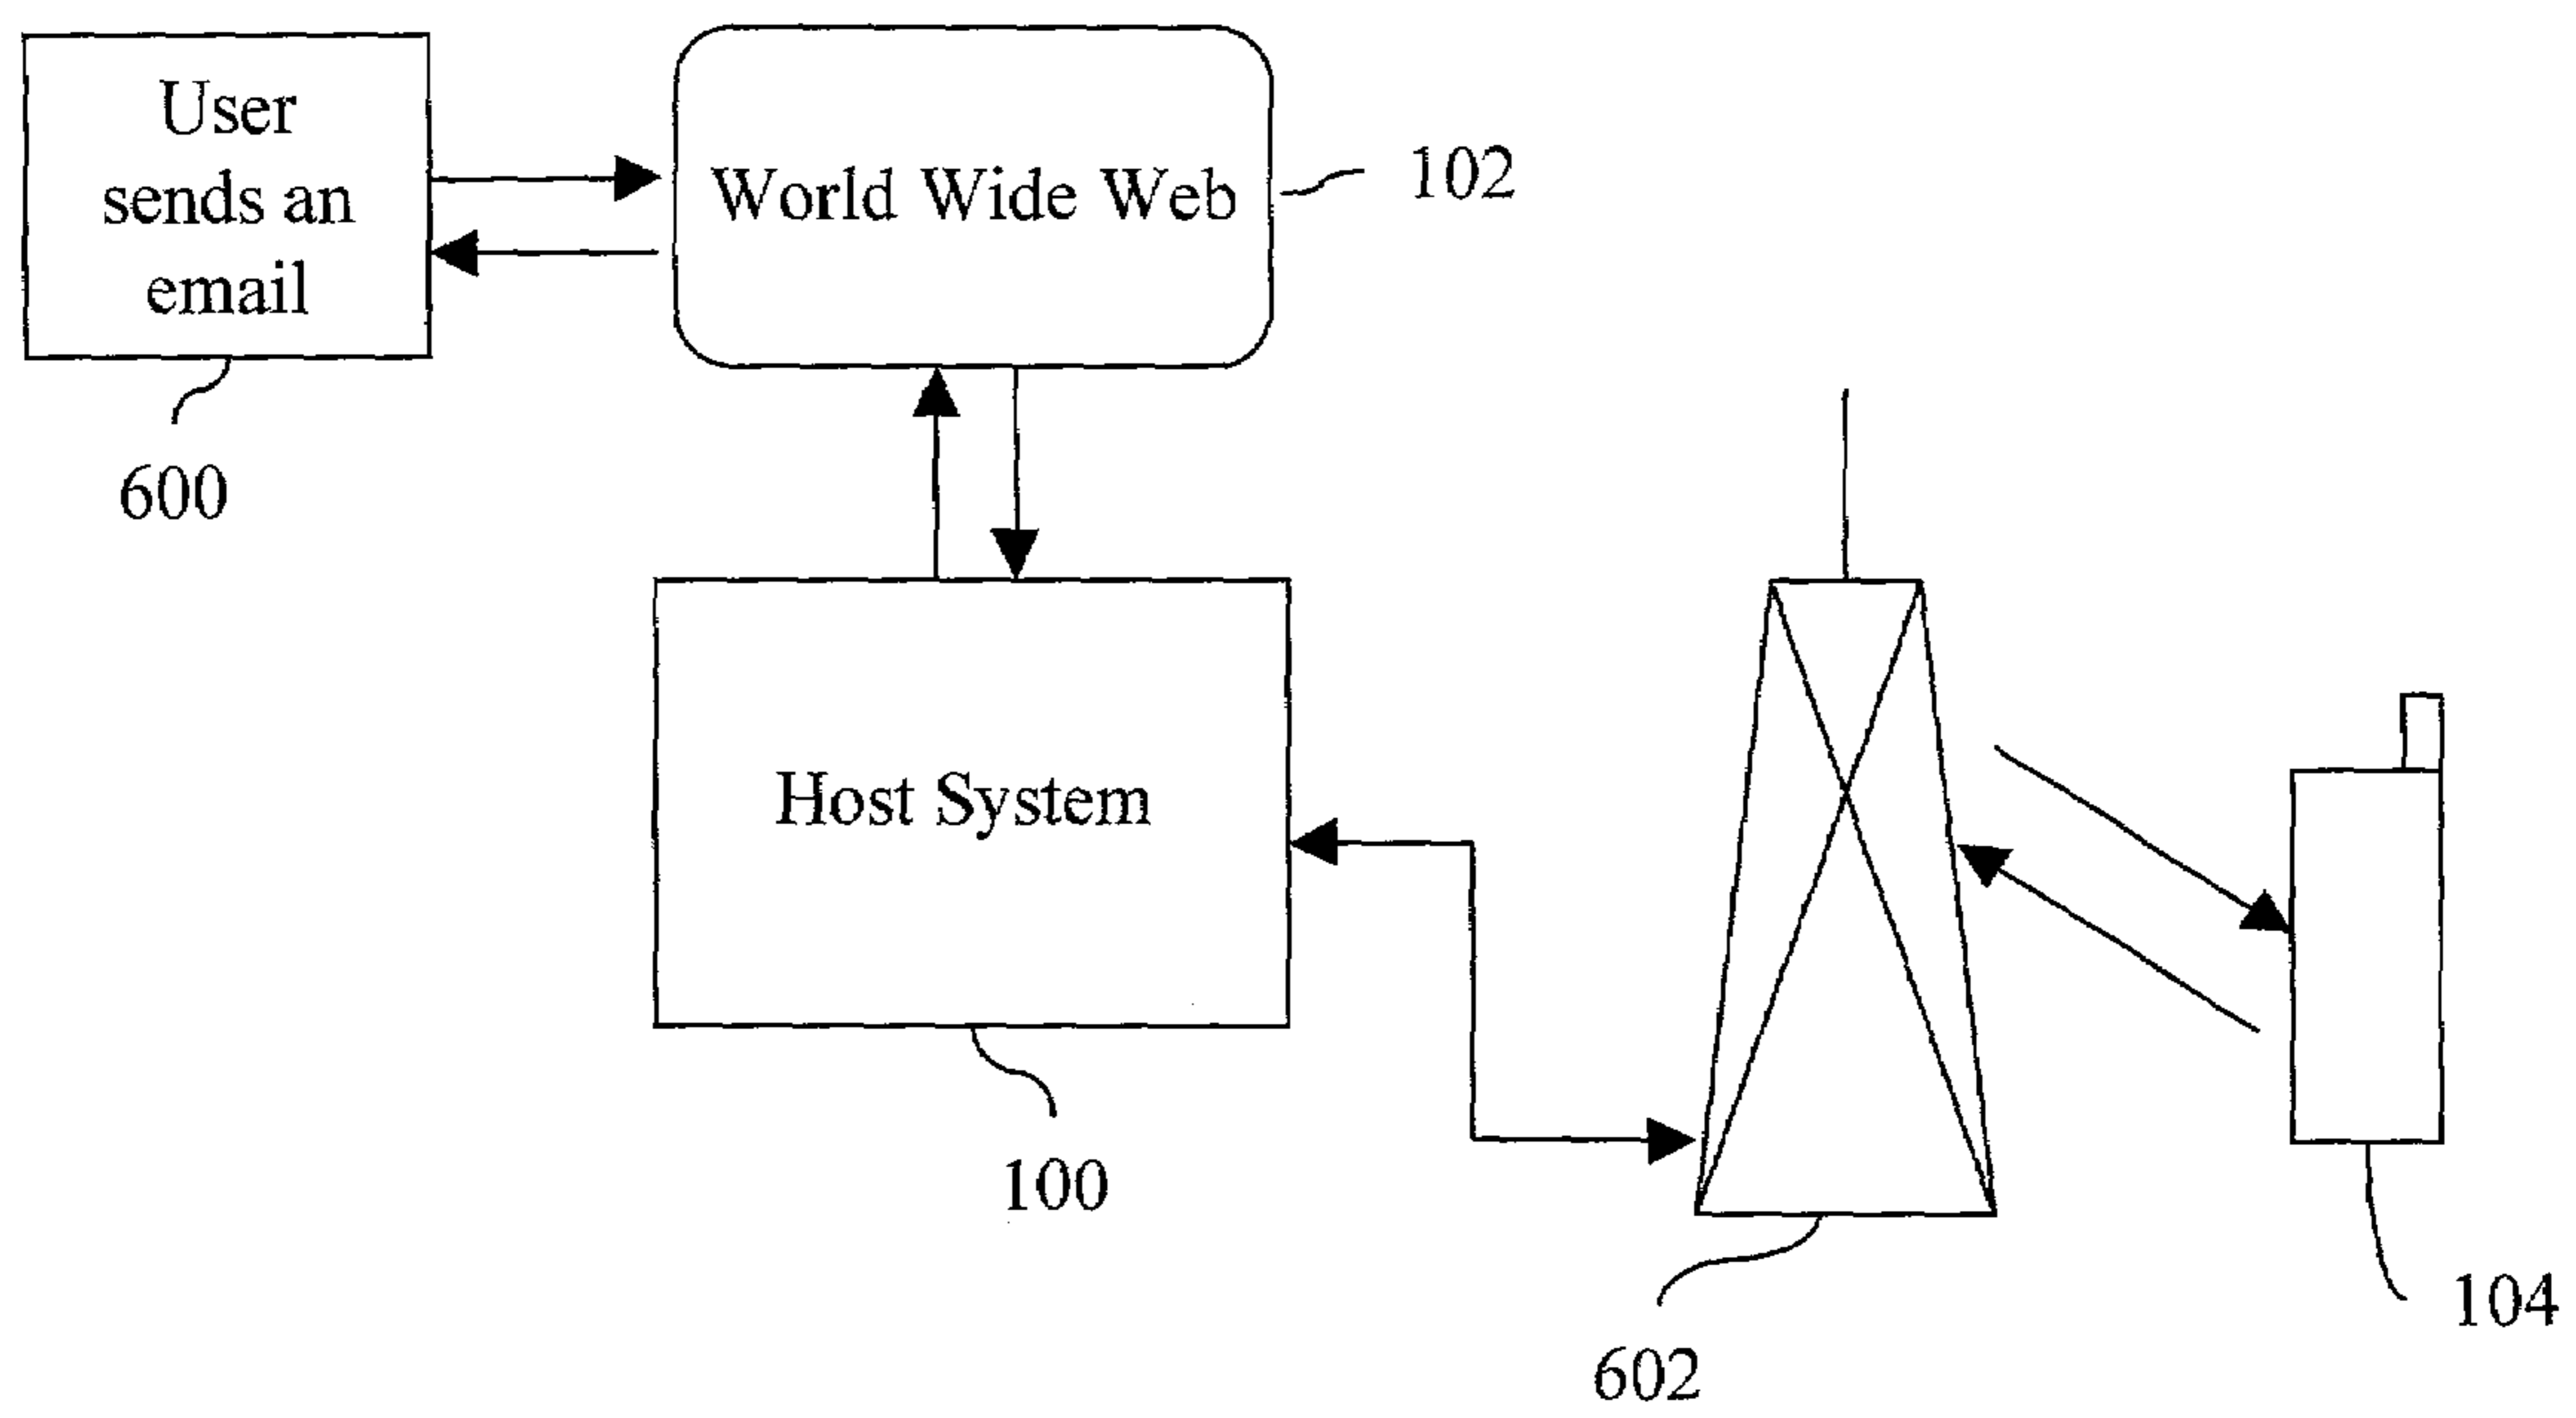 User
sends an
email
World Wide Web
102
600
Host System
100
602
104